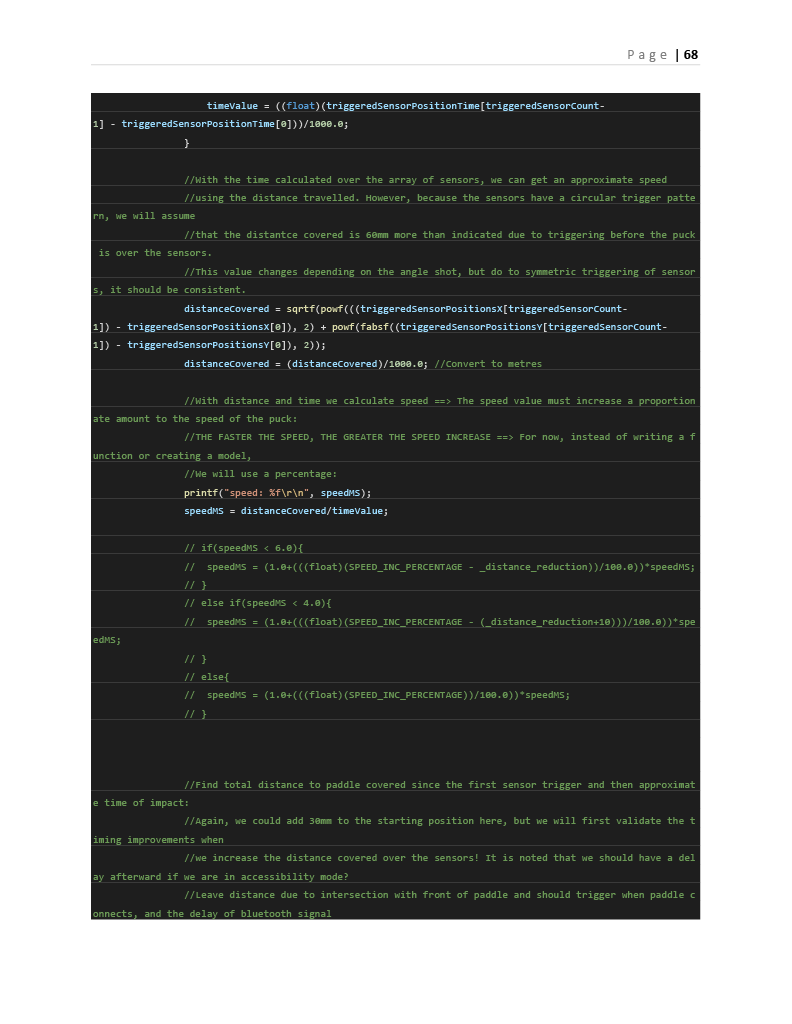 Page | 68
timeValue = ((float)(triggeredSensorPositionTime[triggeredSensorCount-
1] - triggeredSensorPositionTime[0]))/1000.0;
}
//With the time calculated over the array of sensors, we can get an approximate speed
//using the distance travelled. However, because the sensors have a circular trigger patte
rn, we will assume
//that the distantce covered is 60mm more than indicated due to triggering before the puck
is over the sensors.
//This value changes depending on the angle shot, but do to symmetric triggering of sensor
s, it should be consistent.
distanceCovered = sqrtf(powf(((triggeredSensorPositionsX[triggeredSensorCount-
1]) - triggeredSensorPositionsX[0]), 2) + powf(fabsf((triggeredSensorPositionsY[triggeredSensorCount-
1]) - triggeredSensorPositionsY[0]), 2));
distanceCovered = (distanceCovered)/1000.0; //Convert to metres
//With distance and time we calculate speed ==> The speed value must increase a proportion
ate amount to the speed of the puck:
//THE FASTER THE SPEED, THE GREATER THE SPEED INCREASE ==> For now, instead of writing a f
unction or creating a model,
//We will use a percentage:
printf("speed: %f\r\n", speedMS);
speedMS = distanceCovered/timeValue;
// if(speedMS < 6.0){
//  speedMS = (1.0+(((float)(SPEED_INC_PERCENTAGE - _distance_reduction))/100.0))*speedMS;
// }
// else if(speedMS < 4.0){
//  speedMS = (1.0+(((float)(SPEED_INC_PERCENTAGE - (_distance_reduction+10)))/100.0))*spe
edMS;
// }
// else{
//  speedMS = (1.0+(((float)(SPEED_INC_PERCENTAGE))/100.0))*speedMS;
// }
//Find total distance to paddle covered since the first sensor trigger and then approximat
e time of impact:
//Again, we could add 30mm to the starting position here, but we will first validate the t
iming improvements when
//we increase the distance covered over the sensors! It is noted that we should have a del
ay afterward if we are in accessibility mode?
//Leave distance due to intersection with front of paddle and should trigger when paddle c
onnects, and the delay of bluetooth signal